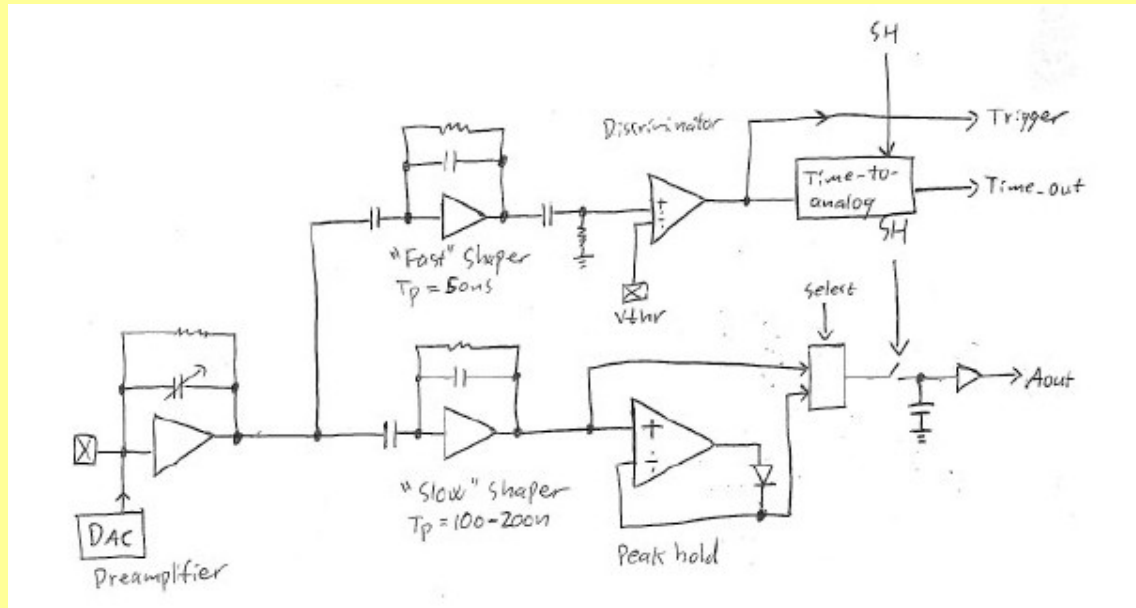 SH
Discriminator
Trigger
Time-to-
analog
Time_out
SH
"Fast" Shaper
Tp = 50ns
Vthr
Select
Aout
"Slow" Shaper
Tp = 100-200n
DAC
Preamplifier
Peak hold